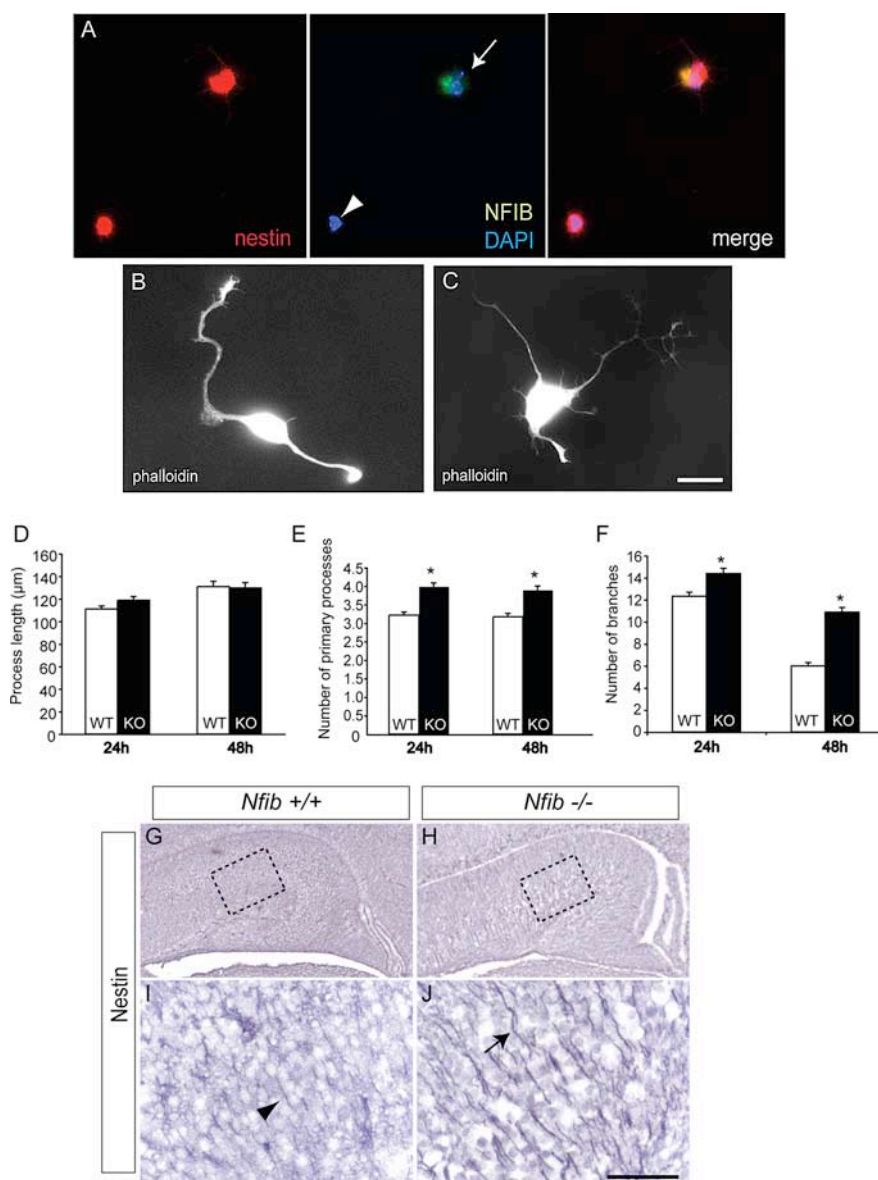 A
nestin
NFIB
DAPI
merge
B
phalloidin
C
phalloidin
D
Process length (µm)
160
140
120
100
80
60
40
20
0
WT
KO
WT
KO
24h
48h
E
Number of primary processes
4.5
4.0
3.5
3.0
2.5
2.0
1.5
1.0
0.5
0
*
*
WT
KO
WT
KO
24h
48h
F
Number of branches
16
14
12
10
8
6
4
2
0
*
*
WT
KO
WT
KO
24h
48h
Nfib +/+
Nfib -/-
Nestin
G
H
I
J